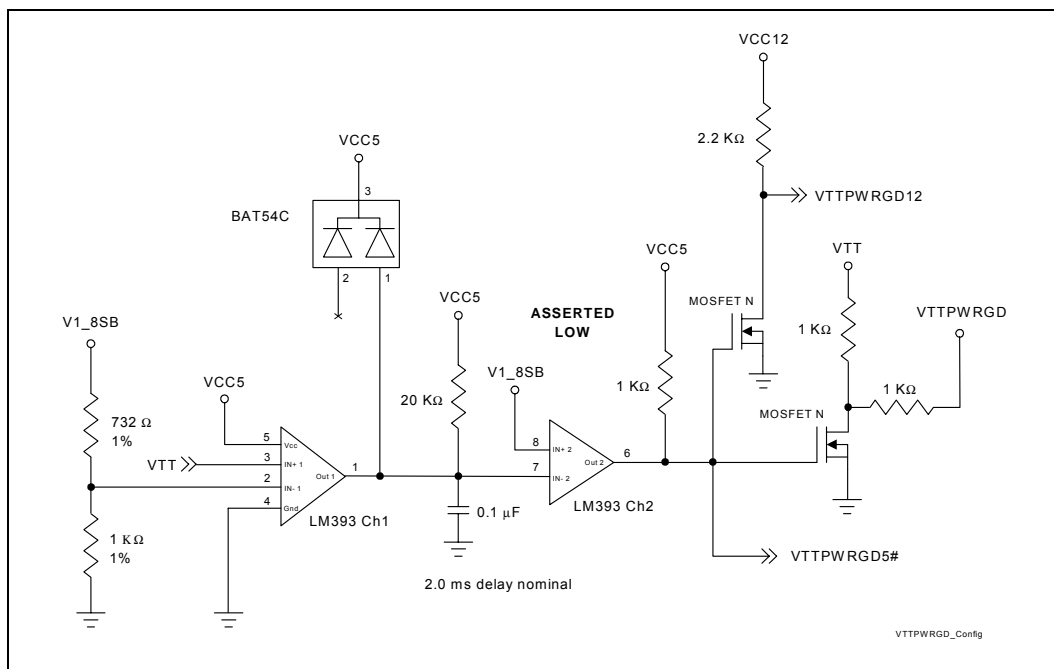 VCC12
2.2 KΩ
VTTPWRGD12
VCC5
3
BAT54C
2
1
VCC5
VTT
MOSFET N
VTTPWRGD
V1_8SB
VCC5
ASSERTED
LOW
1 KΩ
1 KΩ
VCC5
20 KΩ
V1_8SB
1 KΩ
MOSFET N
732 Ω
1%
5
Vcc
VTT
3
IN+ 1
Out 1
1
2
IN- 1
4
Gnd
8
IN+ 2
7
IN- 2
Out 2
6
LM393 Ch1
0.1 μF
LM393 Ch2
1 KΩ
1%
VTTPWRGD5#
2.0 ms delay nominal
VTTPWRGD_Config